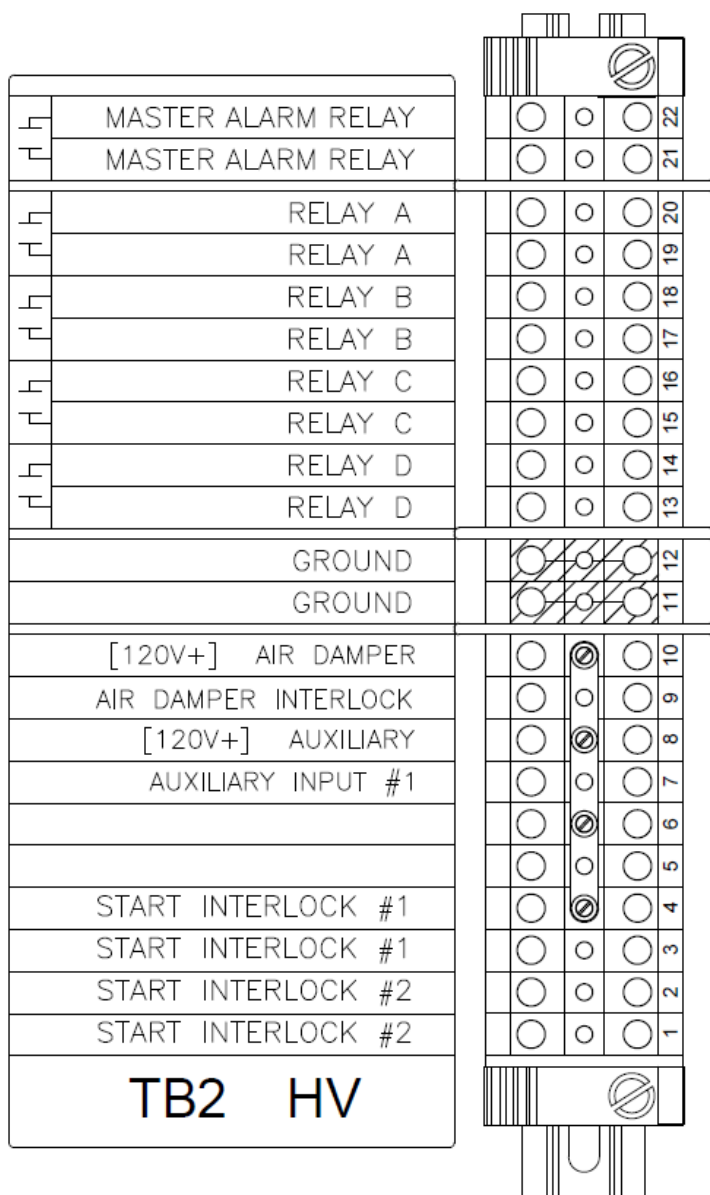 MASTER ALARM RELAY 22
MASTER ALARM RELAY 21
RELAY A 20
RELAY A 19
RELAY B 18
RELAY B 17
RELAY C 16
RELAY C 15
RELAY D 14
RELAY D 13
GROUND 12
GROUND 11
[120V+] AIR DAMPER 10
AIR DAMPER INTERLOCK 9
[120V+] AUXILIARY 8
AUXILIARY INPUT #1 7
6
5
START INTERLOCK #1 4
START INTERLOCK #1 3
START INTERLOCK #2 2
START INTERLOCK #2 1
TB2 HV